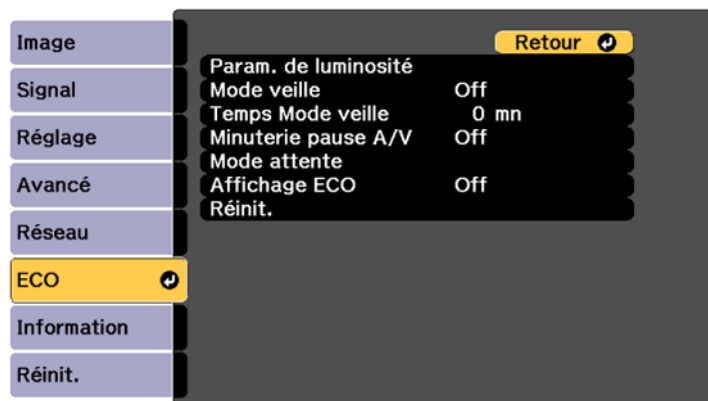 Image
Signal
Réglage
Avancé
Réseau
ECO
Information
Réinit.
Retour
Param. de luminosité
Mode veille Off
Temps Mode veille 0 mn
Minuterie pause A/V Off
Mode attente
Affichage ECO Off
Réinit.